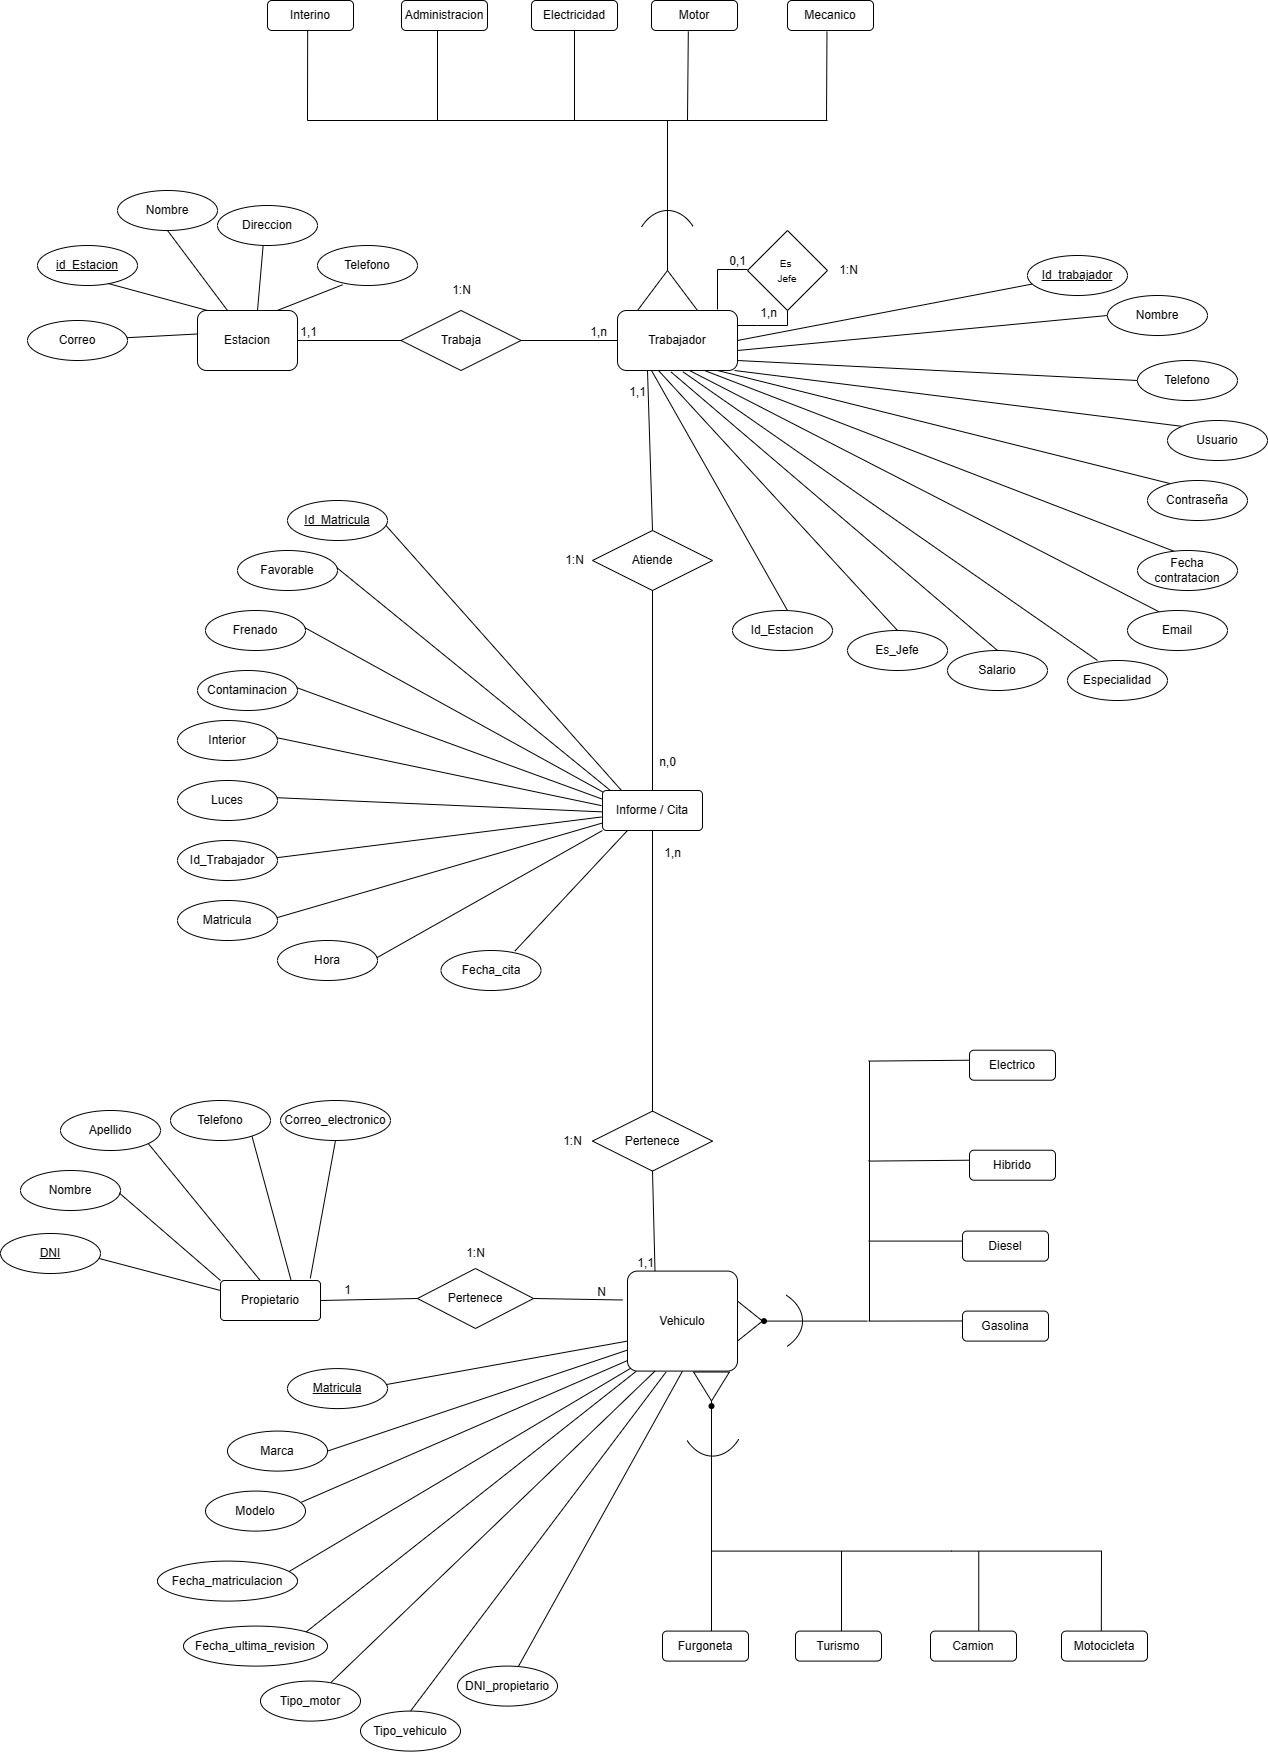 Interino
Administracion
Electricidad
Motor
Mecanico
Nombre
Direccion
id_Estacion
Telefono
Correo
Estacion
1,1
1:N
Trabaja
1,n
Trabajador
0,1
Es
Jefe
1:N
1,n
Id_trabajador
Nombre
Telefono
Usuario
Contraseña
Fecha
contratacion
Email
Especialidad
Salario
Es_Jefe
Id_Estacion
1,1
1:N
Atiende
n,0
Id_Matricula
Favorable
Frenado
Contaminacion
Interior
Luces
Id_Trabajador
Matricula
Hora
Fecha_cita
Informe / Cita
1,n
1:N
Pertenece
1,1
Apellido
Telefono
Correo_electronico
Nombre
DNI
Propietario
1
1:N
Pertenece
N
Vehiculo
Electrico
Hibrido
Diesel
Gasolina
Matricula
Marca
Modelo
Fecha_matriculacion
Fecha_ultima_revision
Tipo_motor
Tipo_vehiculo
DNI_propietario
Furgoneta
Turismo
Camion
Motocicleta